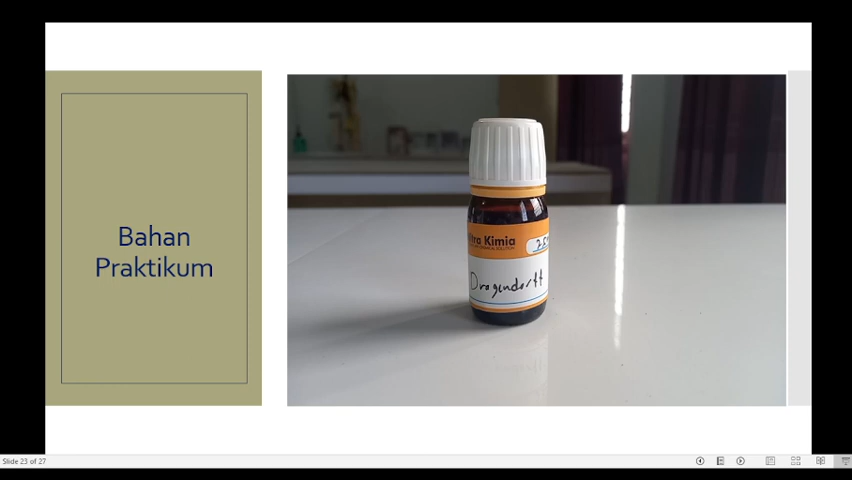 Bahan
Praktikum
Kimia
Dragendorff
Slide 23 of 27